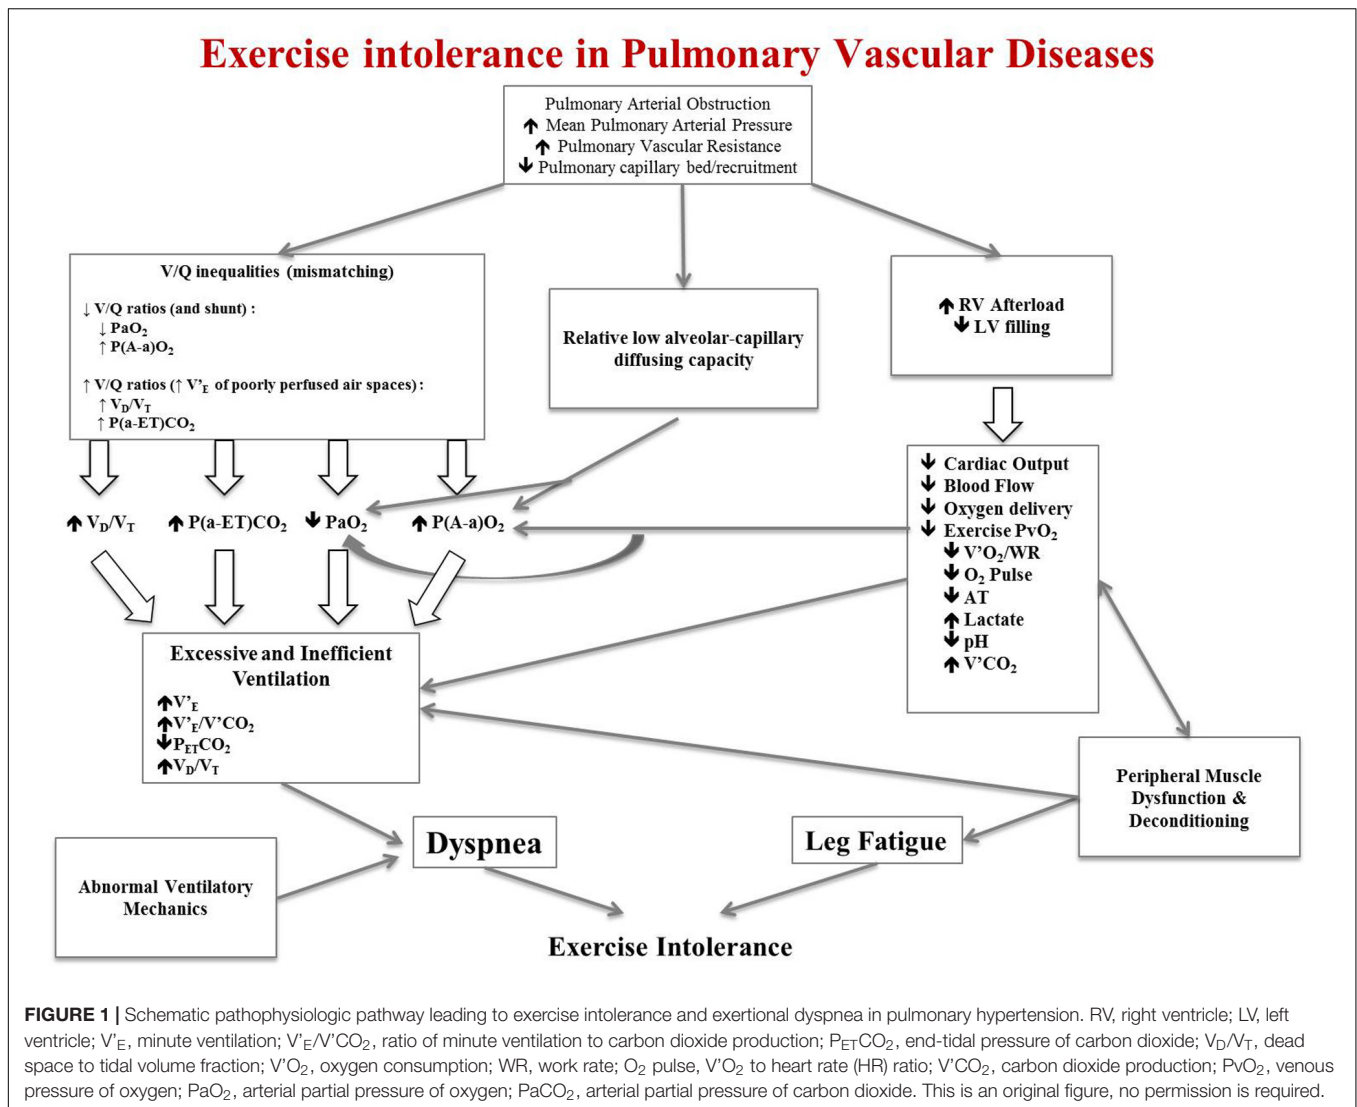 Exercise intolerance in Pulmonary Vascular Diseases
Pulmonary Arterial Obstruction
🡹 Mean Pulmonary Arterial Pressure
🡹 Pulmonary Vascular Resistance
🡻 Pulmonary capillary bed/recruitment
V/Q inequalities (mismatching)
↓ V/Q ratios (and shunt) :
↓ PaO₂
↑ P(A-a)O₂
↑ V/Q ratios (↑ V'E of poorly perfused air spaces) :
↑ VD/VT
↑ P(a-ET)CO₂
Relative low alveolar-capillary
diffusing capacity
🡹 RV Afterload
🡻 LV filling
🡹 VD/VT
🡹 P(a-ET)CO₂
🡻 PaO₂
🡹 P(A-a)O₂
🡻 Cardiac Output
🡻 Blood Flow
🡻 Oxygen delivery
🡻 Exercise PvO₂
🡻 V'O₂/WR
🡻 O₂ Pulse
🡻 AT
🡹 Lactate
🡻 pH
🡹 V'CO₂
Excessive and Inefficient
Ventilation
🡹V'E
🡹V'E/V'CO₂
🡻PETCO₂
🡹VD/VT
Peripheral Muscle
Dysfunction &
Deconditioning
Dyspnea
Leg Fatigue
Abnormal Ventilatory
Mechanics
Exercise Intolerance
FIGURE 1 | Schematic pathophysiologic pathway leading to exercise intolerance and exertional dyspnea in pulmonary hypertension. RV, right ventricle; LV, left
ventricle; V'E, minute ventilation; V'E/V'CO₂, ratio of minute ventilation to carbon dioxide production; PETCO₂, end-tidal pressure of carbon dioxide; VD/VT, dead
space to tidal volume fraction; V'O₂, oxygen consumption; WR, work rate; O₂ pulse, V'O₂ to heart rate (HR) ratio; V'CO₂, carbon dioxide production; PvO₂, venous
pressure of oxygen; PaO₂, arterial partial pressure of oxygen; PaCO₂, arterial partial pressure of carbon dioxide. This is an original figure, no permission is required.